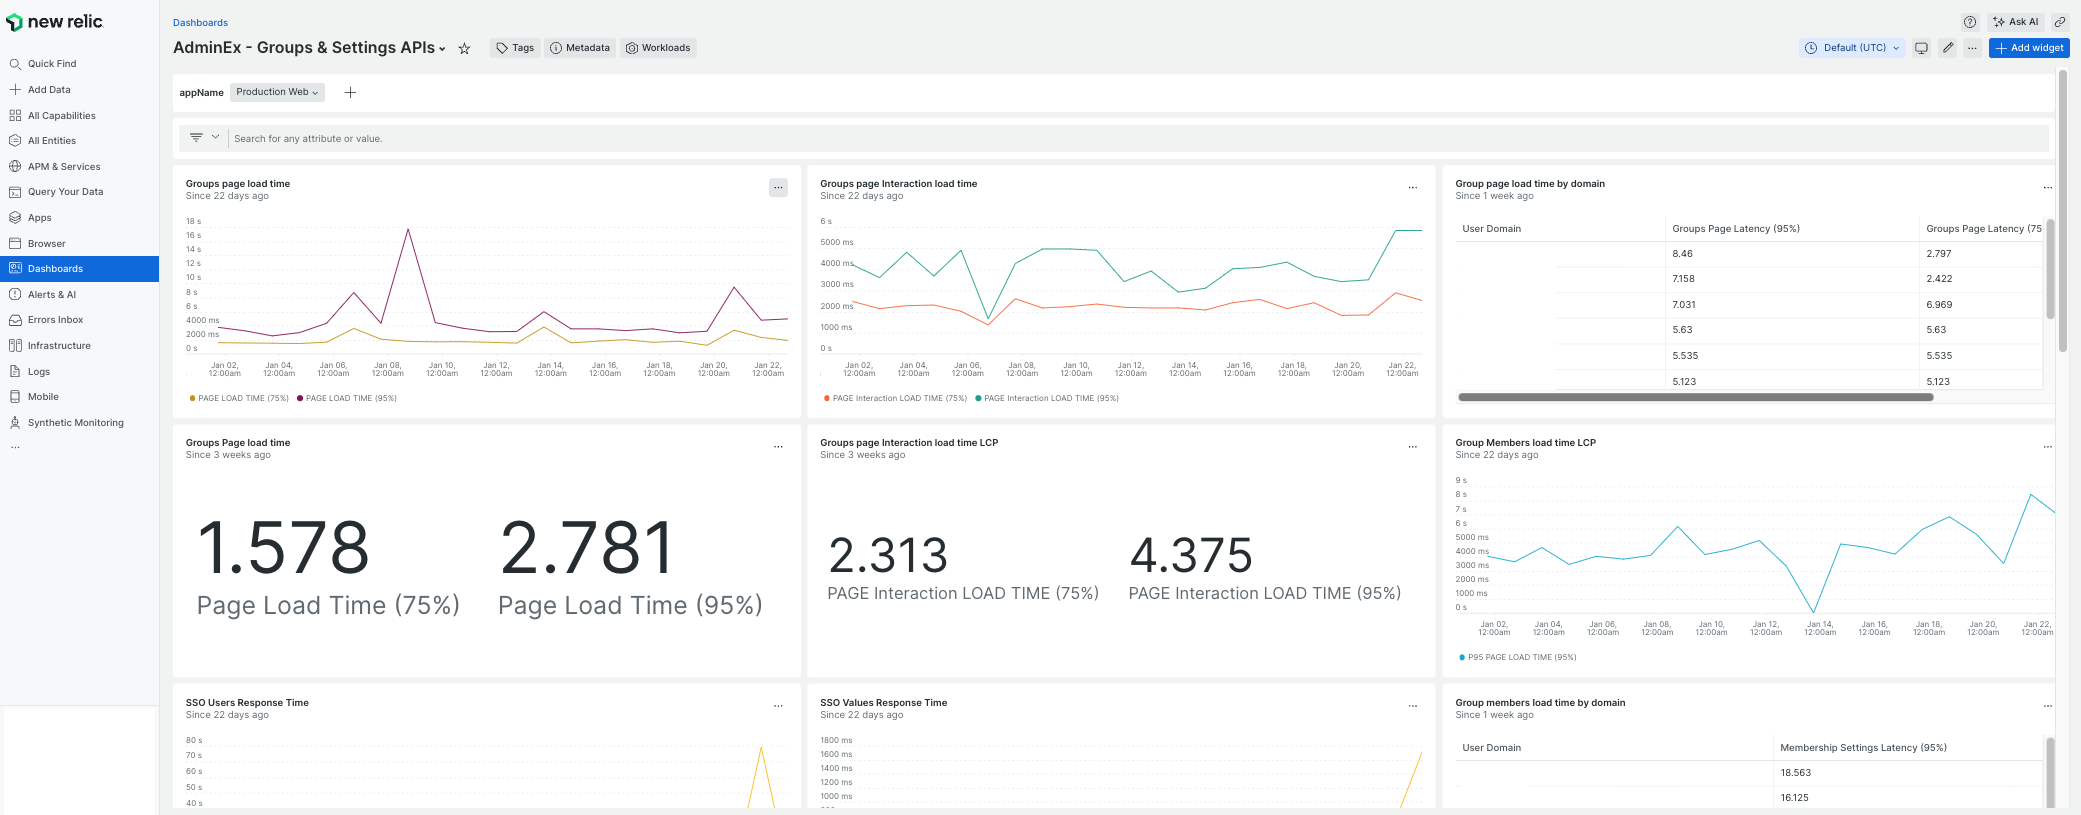 new relic.
Quick Find
Add Data
All Capabilities
All Entities
APM & Services
Query Your Data
Apps
Browser
Dashboards
Alerts & AI
Errors Inbox
Infrastructure
Logs
Mobile
Synthetic Monitoring
...
Dashboards
Ask AI
AdminEx - Groups & Settings APIs
Tags
Metadata
Workloads
Default (UTC)
...
Add widget
appName
Production Web
Search for any attribute or value.
Groups page load time
Since 22 days ago
...
18 s
16 s
14 s
12 s
10 s
8 s
6 s
4000 ms
2000 ms
0 s
Jan 02, 12:00am
Jan 04, 12:00am
Jan 06, 12:00am
Jan 08, 12:00am
Jan 10, 12:00am
Jan 12, 12:00am
Jan 14, 12:00am
Jan 16, 12:00am
Jan 18, 12:00am
Jan 20, 12:00am
Jan 22, 12:00am
PAGE LOAD TIME (75%) PAGE LOAD TIME (95%)
Groups page Interaction load time
Since 22 days ago
...
6 s
5000 ms
4000 ms
3000 ms
2000 ms
1000 ms
0 s
Jan 02, 12:00am
Jan 04, 12:00am
Jan 06, 12:00am
Jan 08, 12:00am
Jan 10, 12:00am
Jan 12, 12:00am
Jan 14, 12:00am
Jan 16, 12:00am
Jan 18, 12:00am
Jan 20, 12:00am
Jan 22, 12:00am
PAGE Interaction LOAD TIME (75%) PAGE Interaction LOAD TIME (95%)
Group page load time by domain
Since 1 week ago
...
User Domain Groups Page Latency (95%) Groups Page Latency (75
8.46 2.797
7.158 2.422
7.031 6.969
5.63 5.63
5.535 5.535
5.123 5.123
Groups Page load time
Since 3 weeks ago
...
1.578 2.781
Page Load Time (75%) Page Load Time (95%)
Groups page Interaction load time LCP
Since 3 weeks ago
...
2.313 4.375
PAGE Interaction LOAD TIME (75%) PAGE Interaction LOAD TIME (95%)
Group Members load time LCP
Since 22 days ago
...
9 s
8 s
7 s
6 s
5000 ms
4000 ms
3000 ms
2000 ms
1000 ms
0 s
Jan 02, 12:00am
Jan 04, 12:00am
Jan 06, 12:00am
Jan 08, 12:00am
Jan 10, 12:00am
Jan 12, 12:00am
Jan 14, 12:00am
Jan 16, 12:00am
Jan 18, 12:00am
Jan 20, 12:00am
Jan 22, 12:00am
P95 PAGE LOAD TIME (95%)
SSO Users Response Time
Since 22 days ago
...
80 s
70 s
60 s
50 s
40 s
SSO Values Response Time
Since 22 days ago
...
1800 ms
1600 ms
1400 ms
1200 ms
1000 ms
Group members load time by domain
Since 1 week ago
...
User Domain Membership Settings Latency (95%)
18.563
16.125